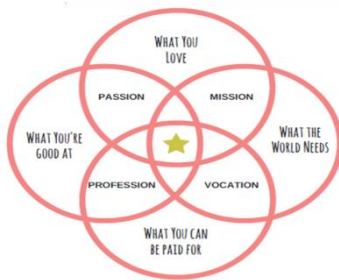 What You
Love
PASSION
MISSION
What You're
good at
What the
World Needs
PROFESSION
VOCATION
What You can
be paid for